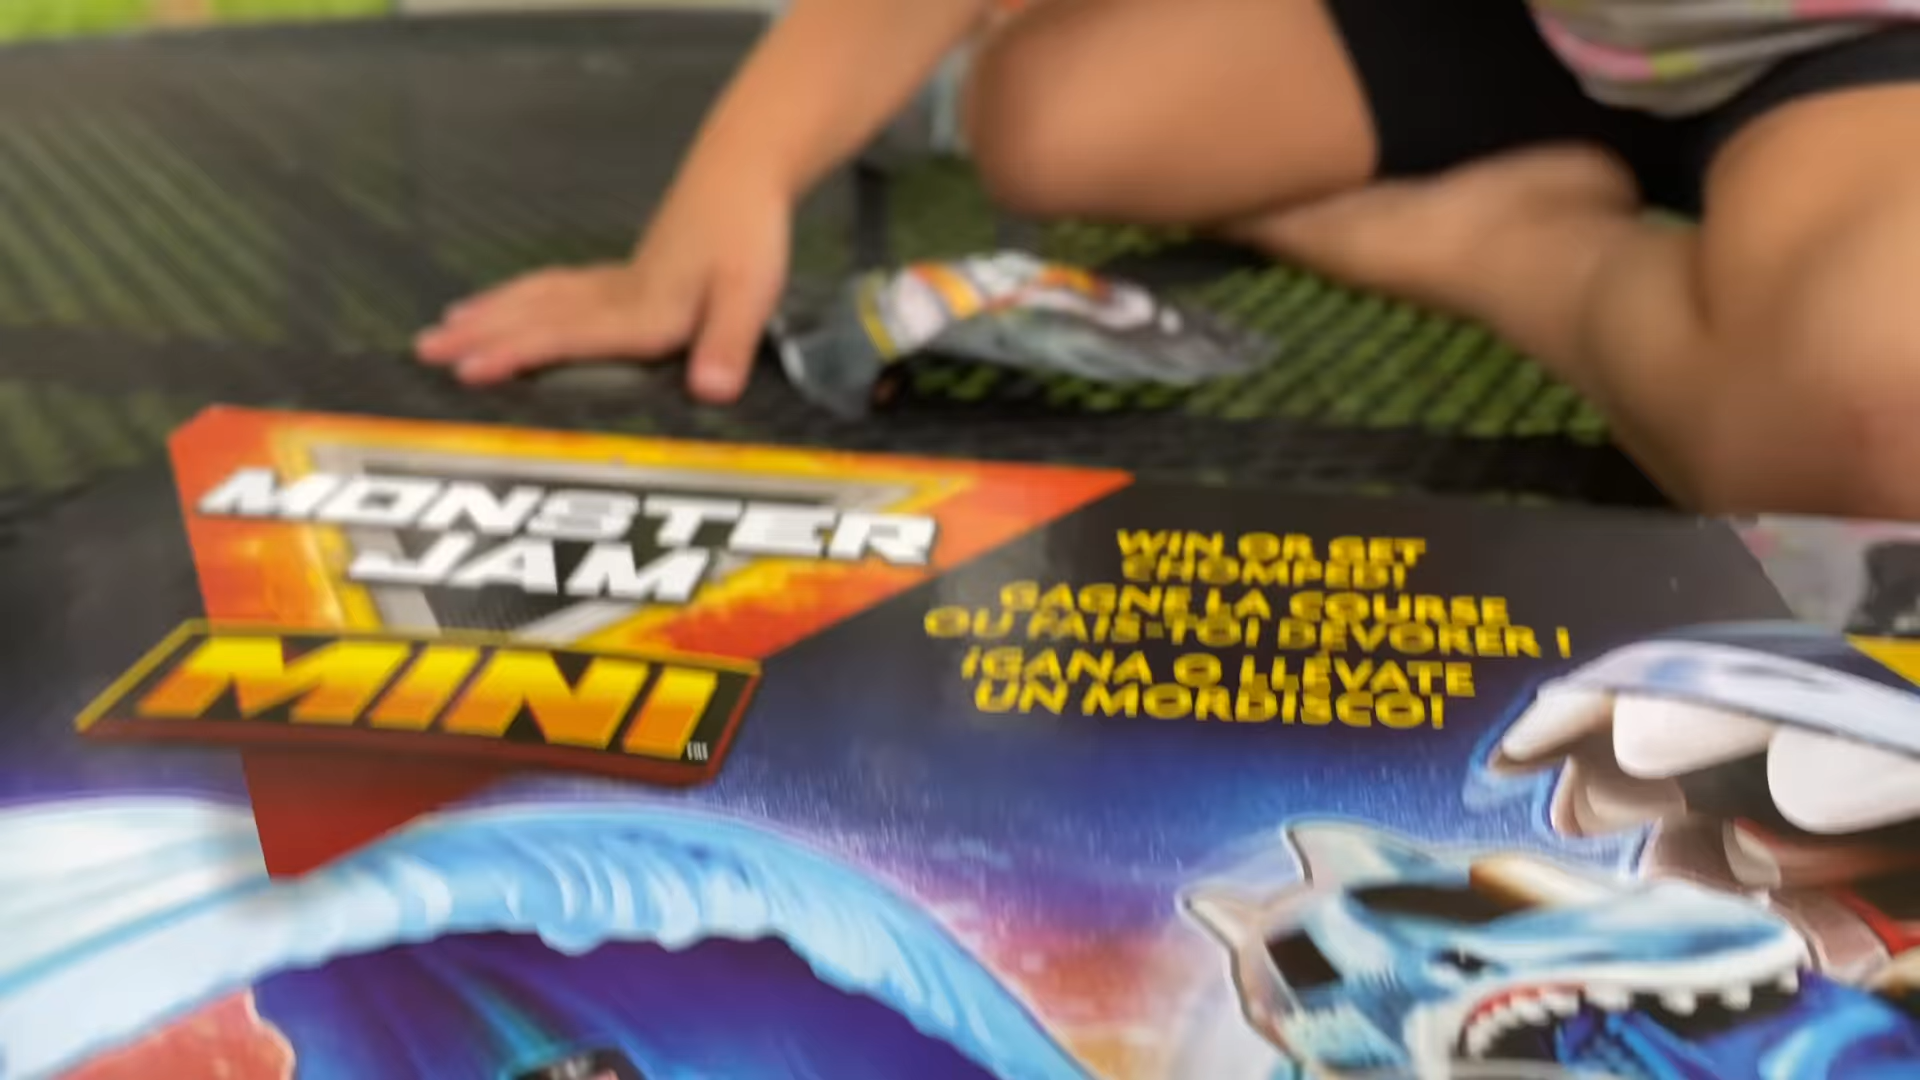 MONSTER
JAM
MINI
WIN OR GET
CHOMPED!
GAGNE LA COURSE
OU FAIS-TOI DÉVORER !
¡GANA O LLÉVATE
UN MORDISCO!